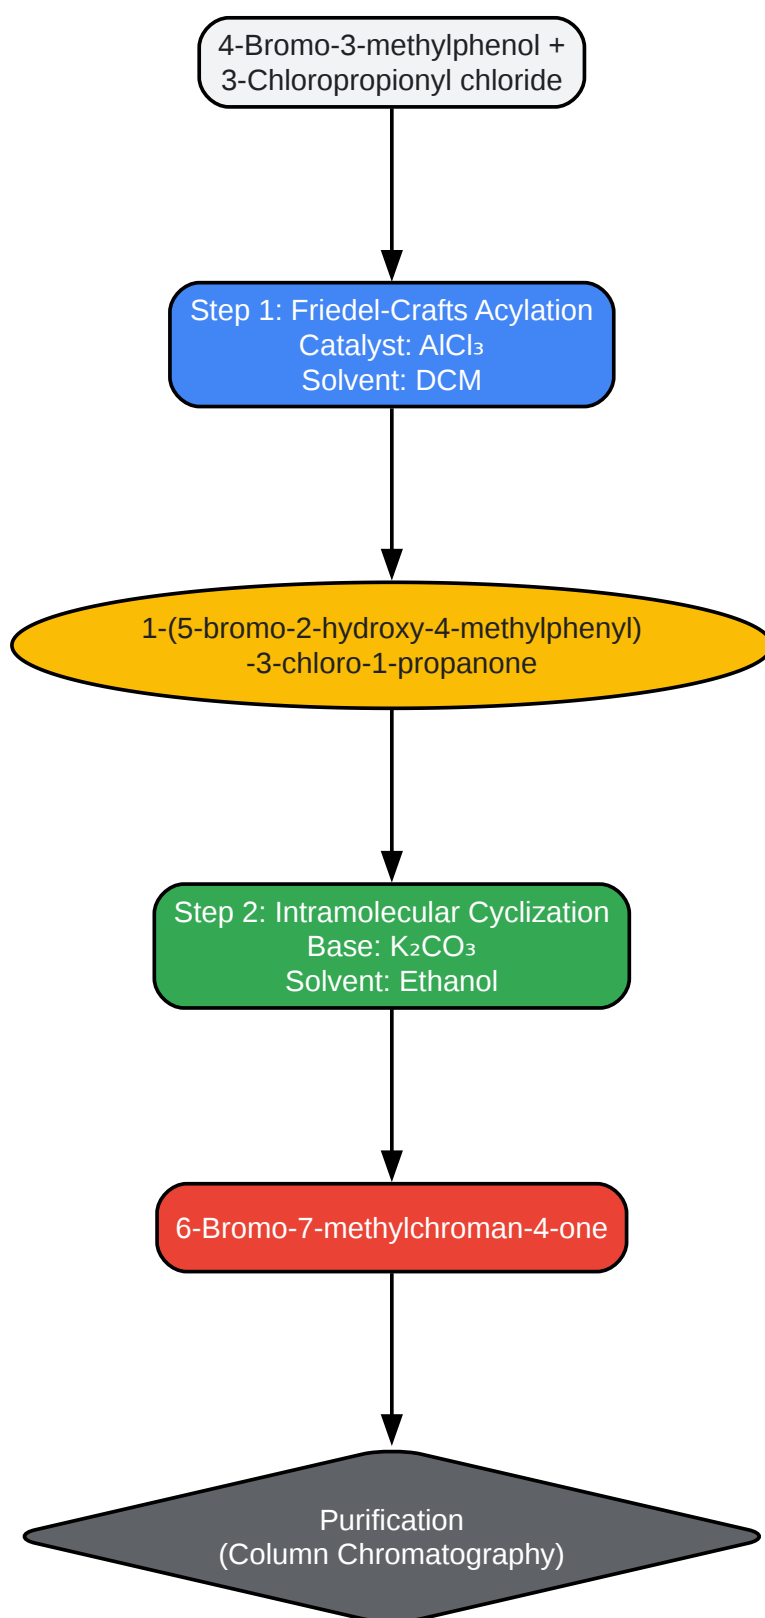 4-Bromo-3-methylphenol +
3-Chloropropionyl chloride
Step 1: Friedel-Crafts Acylation
Catalyst: AlCl₃
Solvent: DCM
1-(5-bromo-2-hydroxy-4-methylphenyl)
-3-chloro-1-propanone
Step 2: Intramolecular Cyclization
Base: K₂CO₃
Solvent: Ethanol
6-Bromo-7-methylchroman-4-one
Purification
(Column Chromatography)